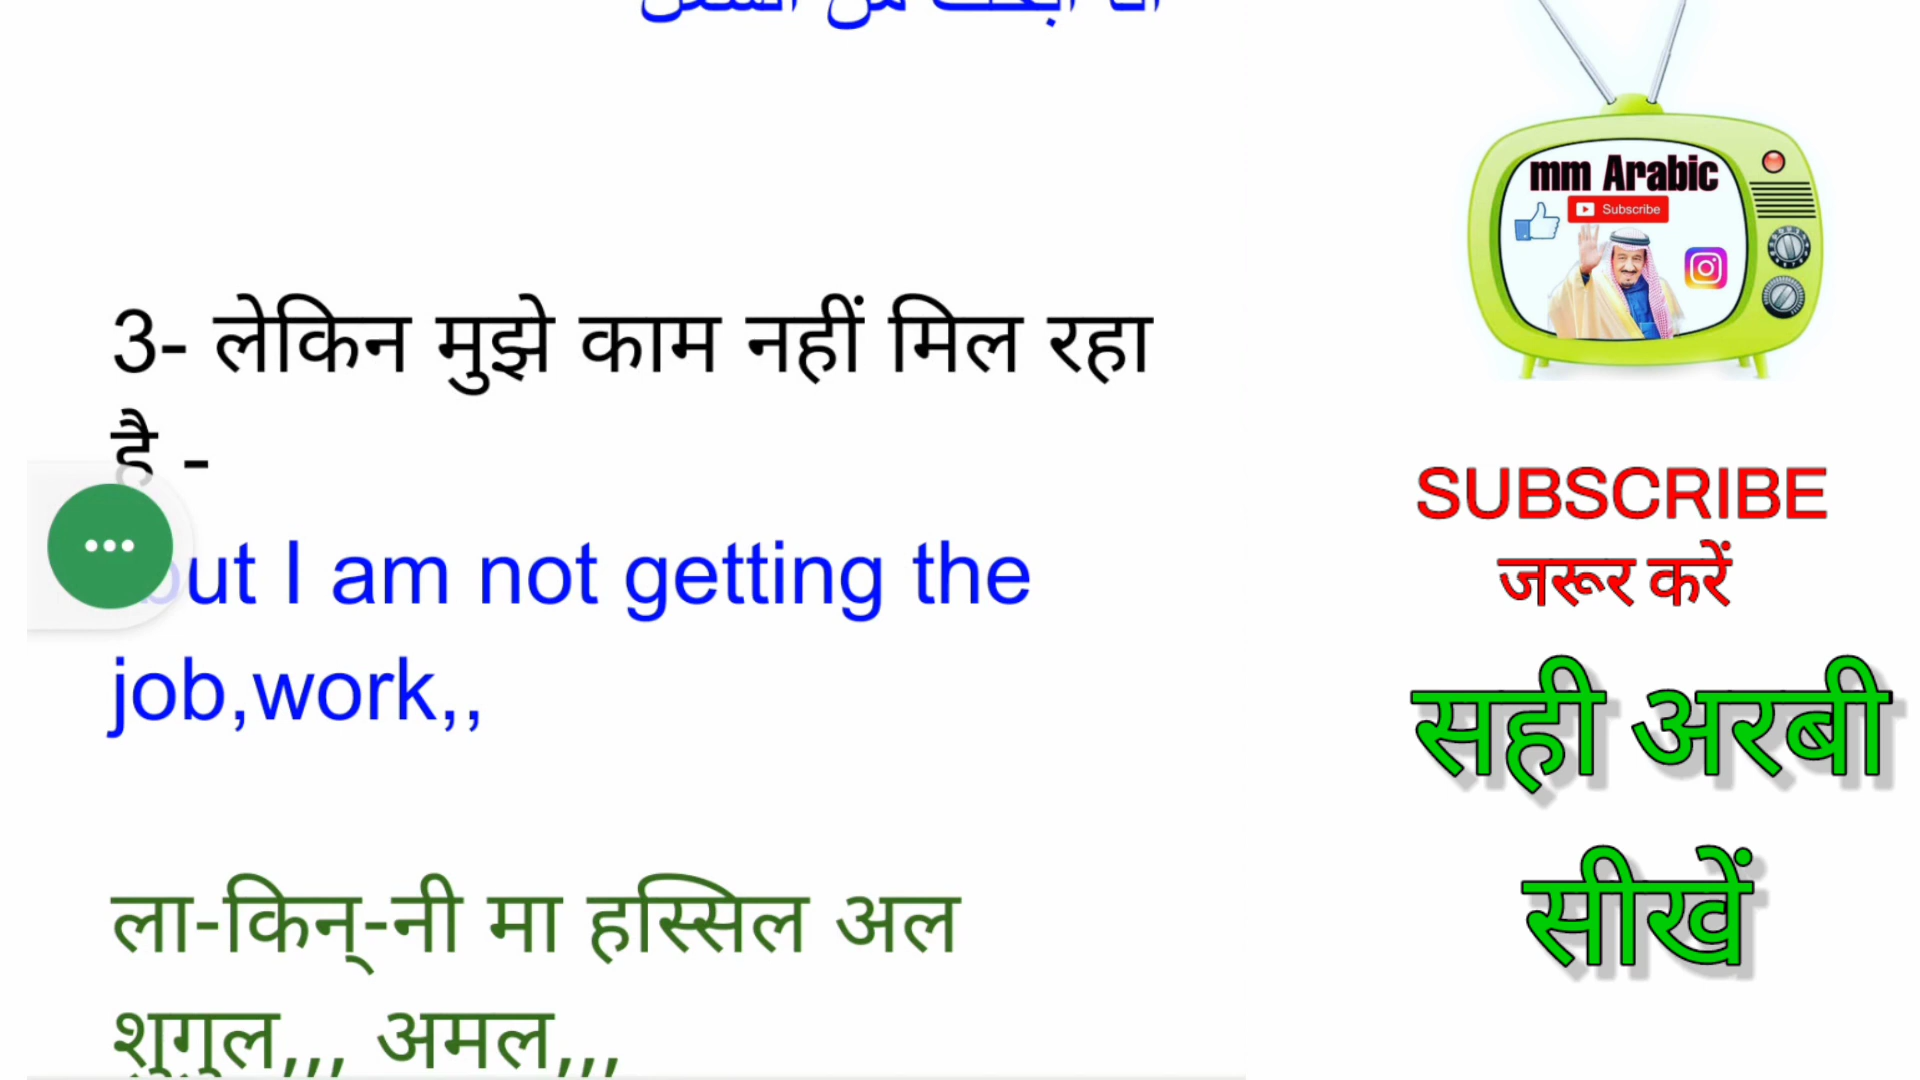 3- लेकिन मुझे काम नहीं मिल रहा
है -
but I am not getting the
job,work,,
ला-किन्-नी मा हस्सिल अल
शुगुल,,, अमल,,,
mm Arabic
Subscribe
SUBSCRIBE
जरूर करें
सही अरबी
सीखें